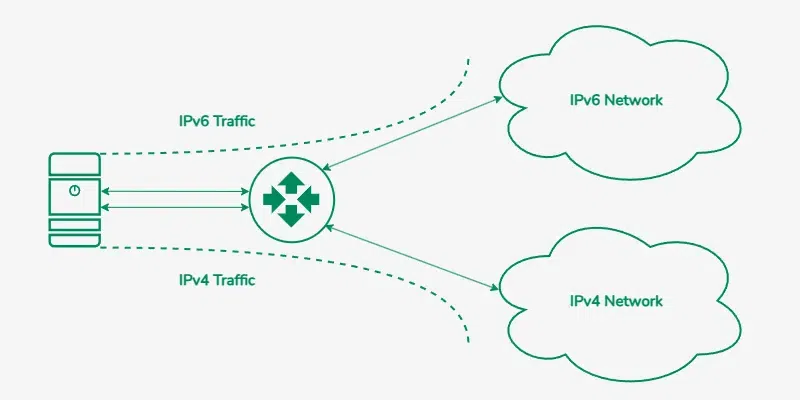 IPv6 Traffic
IPv6 Network
IPv4 Traffic
IPv4 Network